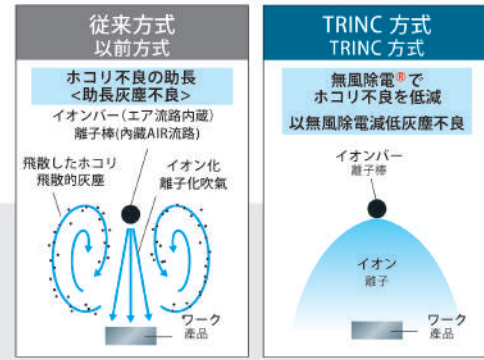 従来方式
以前方式
ホコリ不良の助長
<助長灰塵不良>
イオンバー(エア流路内蔵)
離子棒(內藏AIR流路)
飛散したホコリ
飛散的灰塵
イオン化
離子化吹氣
ワーク
產品
TRINC 方式
TRINC 方式
無風除電®で
ホコリ不良を低減
以無風除電減低灰塵不良
イオンバー
離子棒
イオン
離子
ワーク
產品